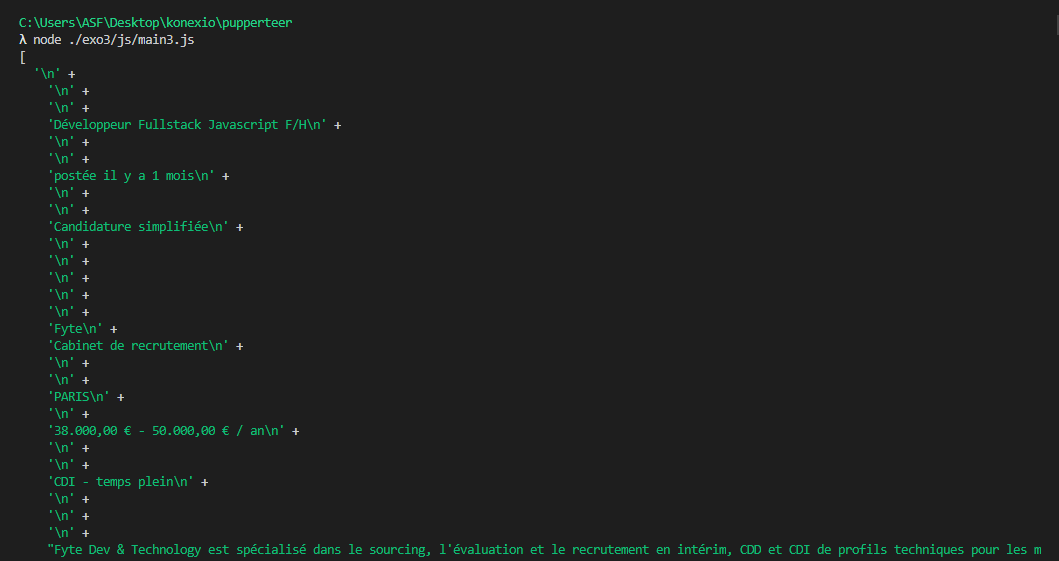 C:\Users\ASF\Desktop\konexio\pupperteer
λ node ./exo3/js/main3.js
[
'\n' +
'\n' +
'\n' +
'Développeur Fullstack Javascript F/H\n' +
'\n' +
'\n' +
'postée il y a 1 mois\n' +
'\n' +
'\n' +
'Candidature simplifiée\n' +
'\n' +
'\n' +
'\n' +
'\n' +
'\n' +
'Fyte\n' +
'Cabinet de recrutement\n' +
'\n' +
'\n' +
'PARIS\n' +
'\n' +
'38.000,00 € - 50.000,00 € / an\n' +
'\n' +
'\n' +
'CDI - temps plein\n' +
'\n' +
'\n' +
'\n' +
"Fyte Dev & Technology est spécialisé dans le sourcing, l'évaluation et le recrutement en intérim, CDD et CDI de profils techniques pour les m